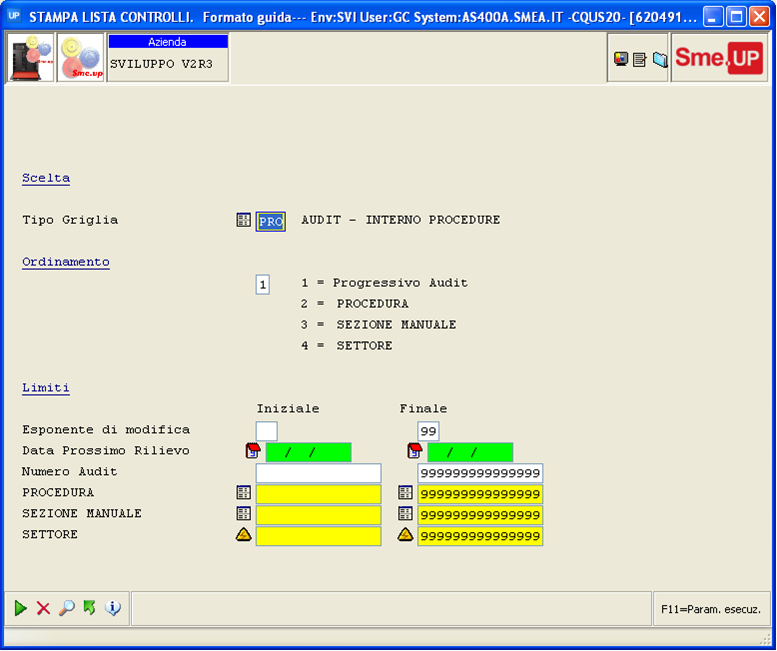 UP STAMPA LISTA CONTROLLI. Formato guida--- Env:SVI User:GC System:AS400A.SMEA.IT -CQUS20- [620491...
Azienda
Sme.up
SVILUPPO V2R3
Sme.UP
Scelta
Tipo Griglia PRO AUDIT - INTERNO PROCEDURE
Ordinamento
1 1 = Progressivo Audit
2 = PROCEDURA
3 = SEZIONE MANUALE
4 = SETTORE
Limiti
Iniziale Finale
Esponente di modifica 99
Data Prossimo Rilievo / / / /
Numero Audit 999999999999999
PROCEDURA 999999999999999
SEZIONE MANUALE 999999999999999
SETTORE 999999999999999
F11=Param. esecuz.